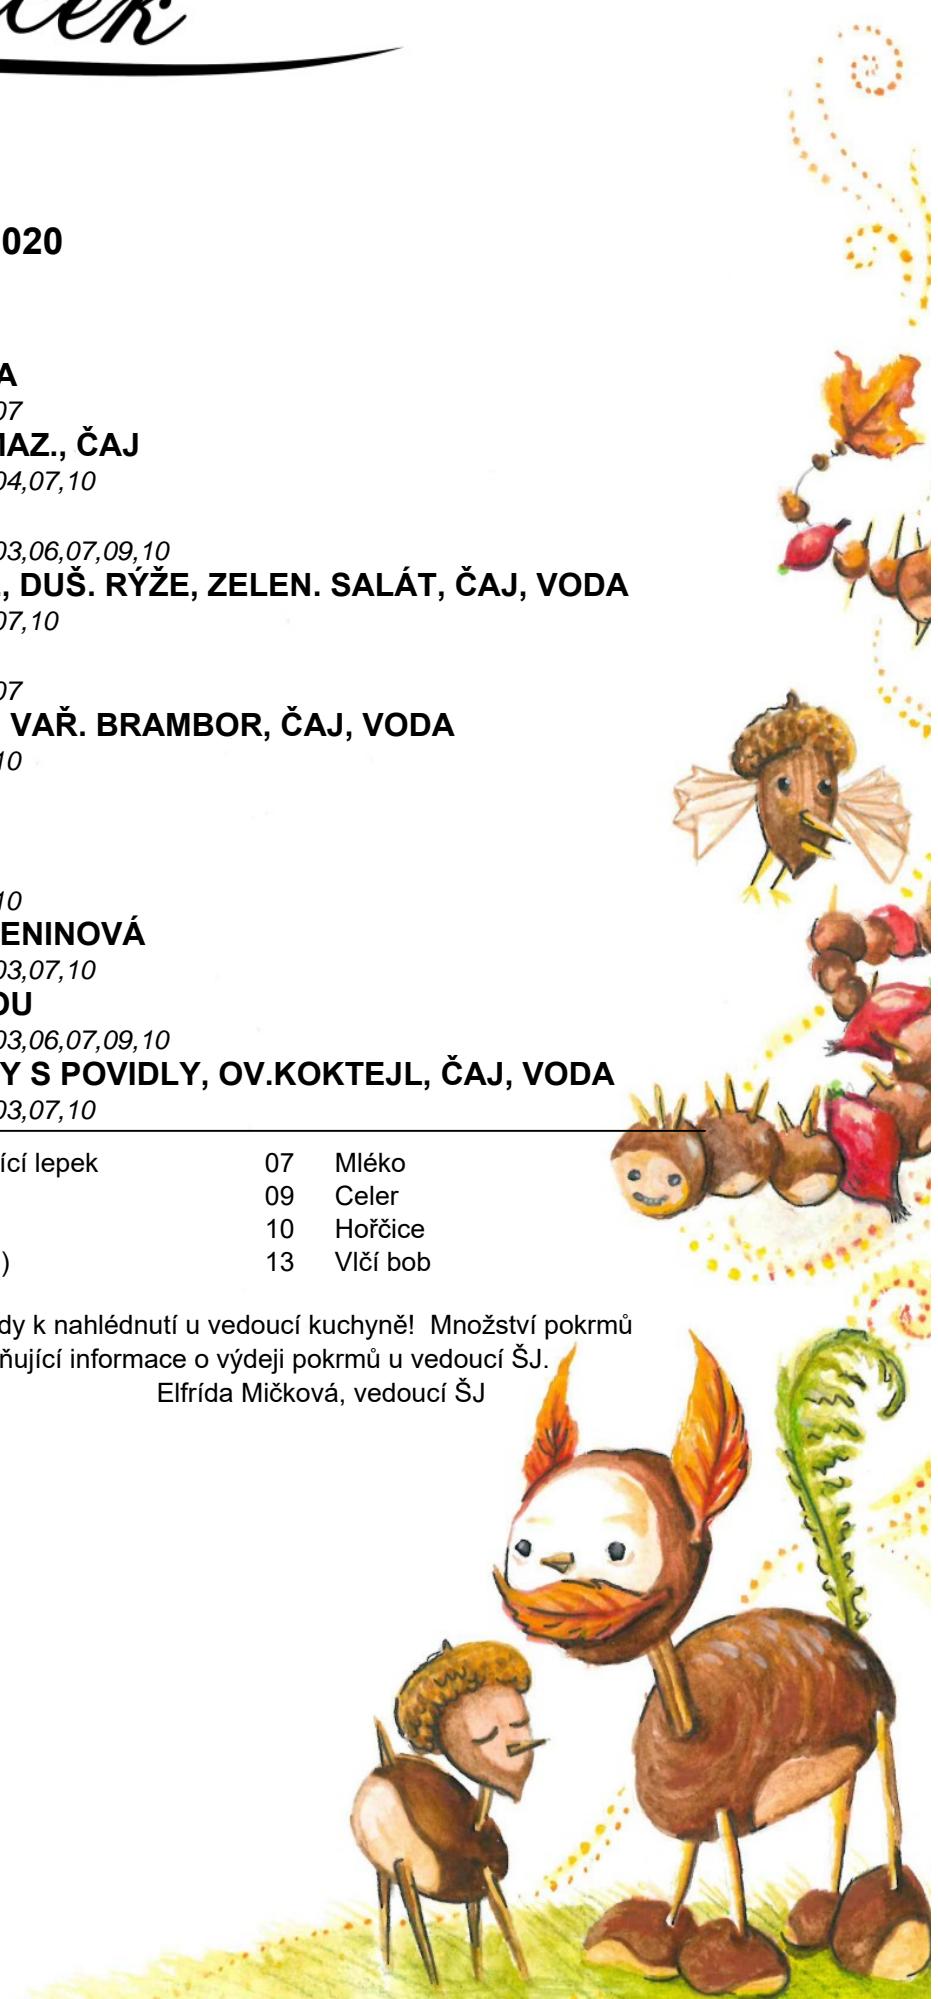 020
A
07
MAZ., ČAJ
04,07,10
03,06,07,09,10
, DUŠ. RÝŽE, ZELEN. SALÁT, ČAJ, VODA
07,10
07
VAŘ. BRAMBOR, ČAJ, VODA
10
10
ENINOVÁ
03,07,10
OU
03,06,07,09,10
Y S POVIDLY, OV.KOKTEJL, ČAJ, VODA
03,07,10
ící lepek 07 Mléko
09 Celer
10 Hořčice
) 13 Vlčí bob
dy k nahlédnutí u vedoucí kuchyně! Množství pokrmů
ňující informace o výdeji pokrmů u vedoucí ŠJ.
Elfrída Mičková, vedoucí ŠJ